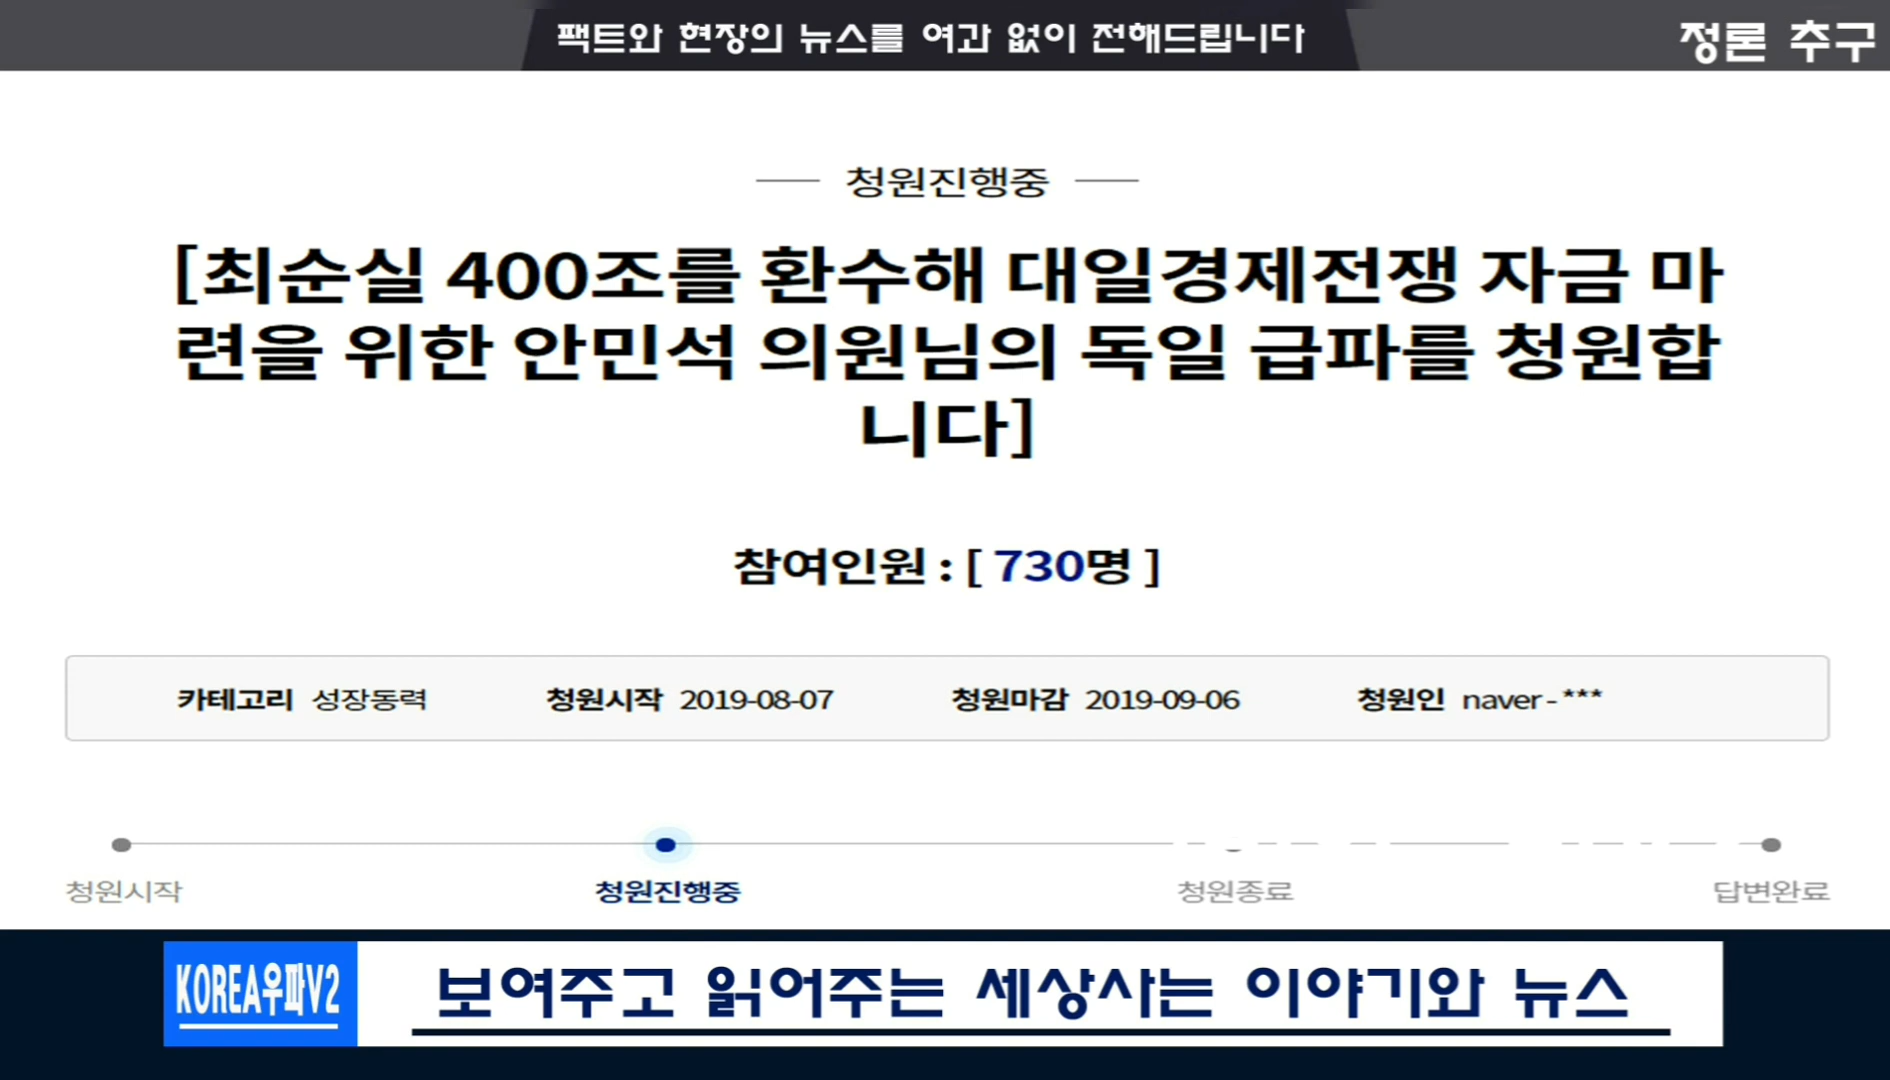 팩트와 현장의 뉴스를 여과 없이 전해드립니다
정론 추구
청원진행중
[최순실 400조를 환수해 대일경제전쟁 자금 마
련을 위한 안민석 의원님의 독일 급파를 청원합
니다]
참여인원 : [ 730명 ]
카테고리 성장동력 청원시작 2019-08-07 청원마감 2019-09-06 청원인 naver - ***
청원시작 청원진행중 청원종료 답변완료
KOREA우파V2
보여주고 읽어주는 세상사는 이야기와 뉴스